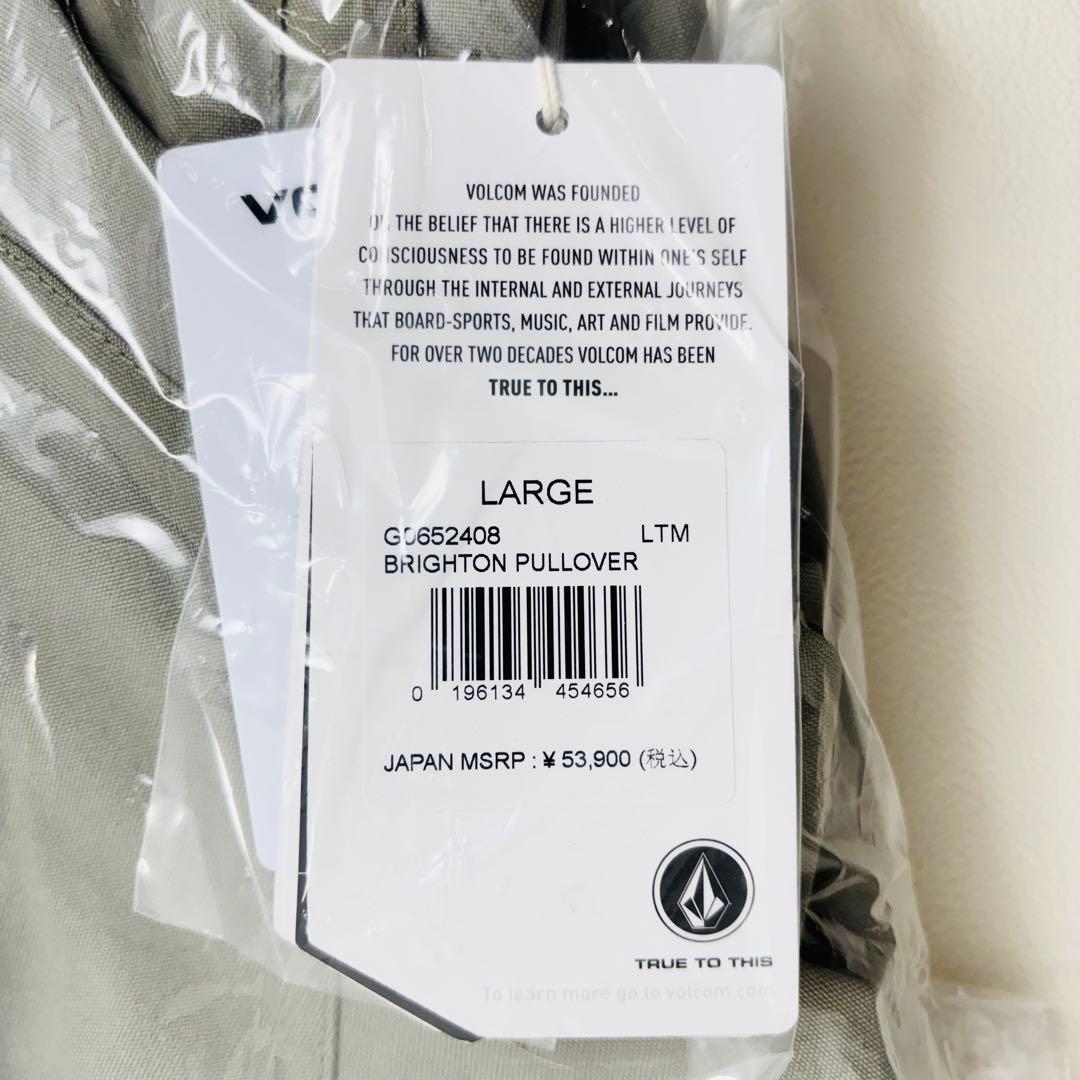 VOLCOM WAS FOUNDED
ON THE BELIEF THAT THERE IS A HIGHER LEVEL OF
CONSCIOUSNESS TO BE FOUND WITHIN ONE'S SELF
THROUGH THE INTERNAL AND EXTERNAL JOURNEYS
THAT BOARD-SPORTS, MUSIC, ART AND FILM PROVIDE.
FOR OVER TWO DECADES VOLCOM HAS BEEN
TRUE TO THIS...
LARGE
G0652408 LTM
BRIGHTON PULLOVER
0 196134 454656
JAPAN MSRP : ¥ 53,900 (税込)
TRUE TO THIS
To learn more go to volcom.com